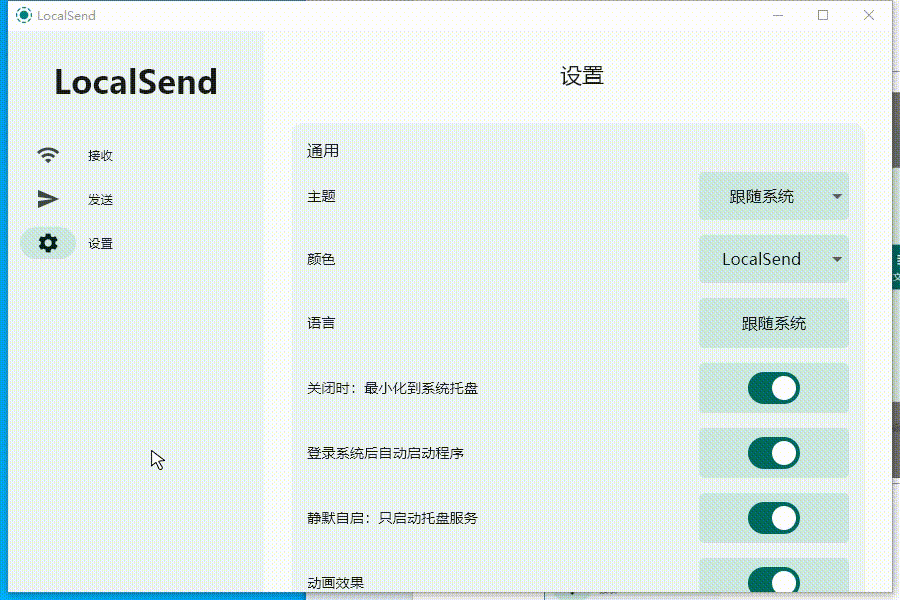 LocalSend
LocalSend
接收
发送
设置
设置
通用
主题
跟随系统
颜色
LocalSend
语言
跟随系统
关闭时：最小化到系统托盘
登录系统后自动启动程序
静默自启：只启动托盘服务
动画效果